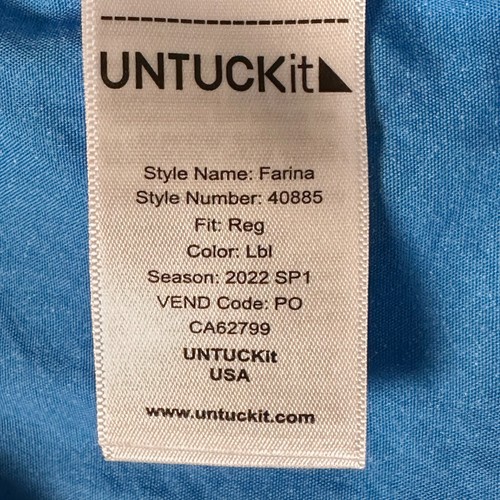 UNTUCKit
Style Name: Farina
Style Number: 40885
Fit: Reg
Color: Lbl
Season: 2022 SP1
VEND Code: PO
CA62799
UNTUCKit
USA
www.untuckit.com